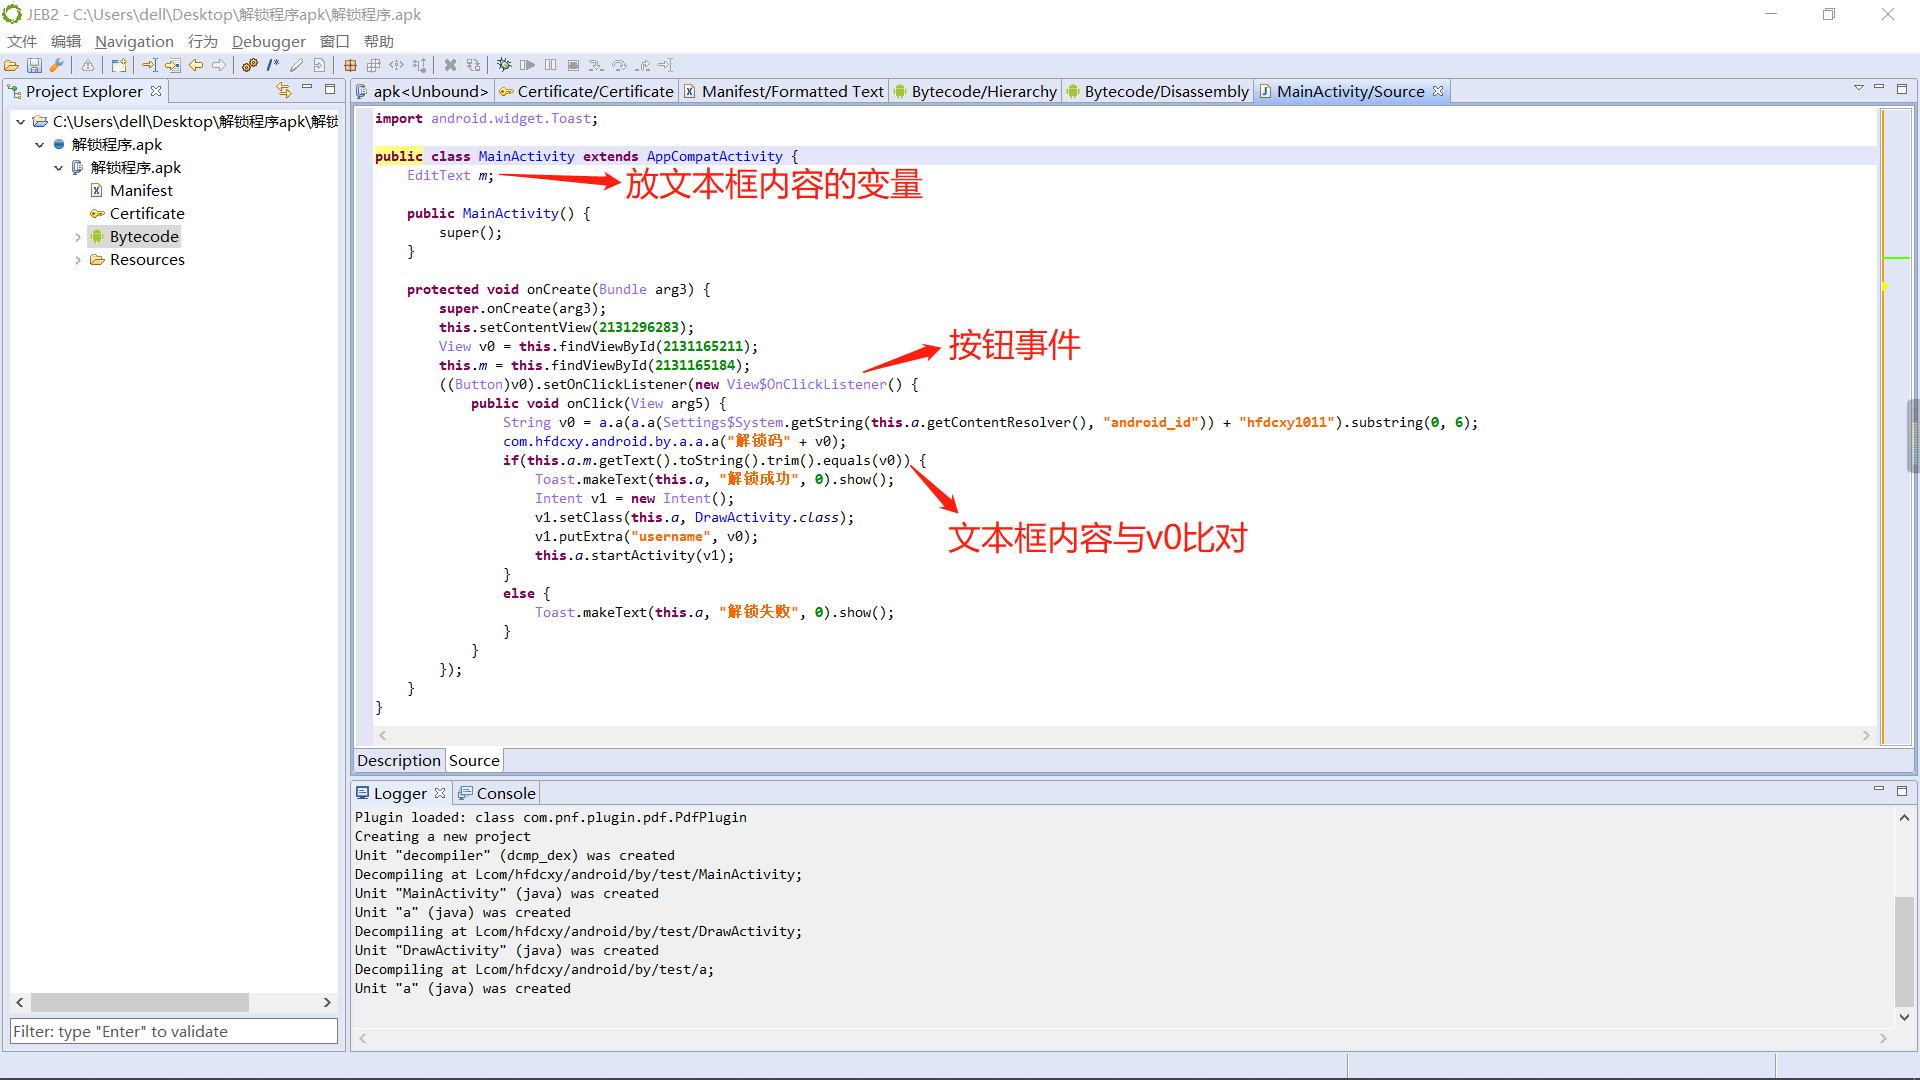 JEB2 - C:\Users\dell\Desktop\解锁程序apk\解锁程序.apk
文件 编辑 Navigation 行为 Debugger 窗口 帮助
Project Explorer
C:\Users\dell\Desktop\解锁程序apk\解锁
解锁程序.apk
解锁程序.apk
Manifest
Certificate
Bytecode
Resources
Filter: type "Enter" to validate
apk<Unbound> Certificate/Certificate Manifest/Formatted Text Bytecode/Hierarchy Bytecode/Disassembly MainActivity/Source
import android.widget.Toast;
public class MainActivity extends AppCompatActivity {
EditText m;
放文本框内容的变量
public MainActivity() {
super();
}
protected void onCreate(Bundle arg3) {
super.onCreate(arg3);
this.setContentView(2131296283);
View v0 = this.findViewById(2131165211);
按钮事件
this.m = this.findViewById(2131165184);
((Button)v0).setOnClickListener(new View$OnClickListener() {
public void onClick(View arg5) {
String v0 = a.a(a.a(Settings$System.getString(this.a.getContentResolver(), "android_id")) + "hfdcxy1011").substring(0, 6);
com.hfdcxy.android.by.a.a.a("解锁码" + v0);
if(this.a.m.getText().toString().trim().equals(v0)) {
Toast.makeText(this.a, "解锁成功", 0).show();
Intent v1 = new Intent();
v1.setClass(this.a, DrawActivity.class);
文本框内容与v0比对
v1.putExtra("username", v0);
this.a.startActivity(v1);
}
else {
Toast.makeText(this.a, "解锁失败", 0).show();
}
}
});
}
}
Description Source
Logger Console
Plugin loaded: class com.pnf.plugin.pdf.PdfPlugin
Creating a new project
Unit "decompiler" (dcmp_dex) was created
Decompiling at Lcom/hfdcxy/android/by/test/MainActivity;
Unit "MainActivity" (java) was created
Unit "a" (java) was created
Decompiling at Lcom/hfdcxy/android/by/test/DrawActivity;
Unit "DrawActivity" (java) was created
Decompiling at Lcom/hfdcxy/android/by/test/a;
Unit "a" (java) was created